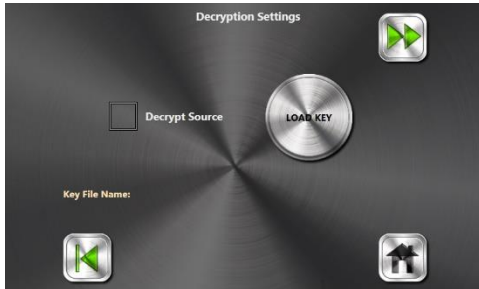 Decryption Settings
Decrypt Source
LOAD KEY
Key File Name: